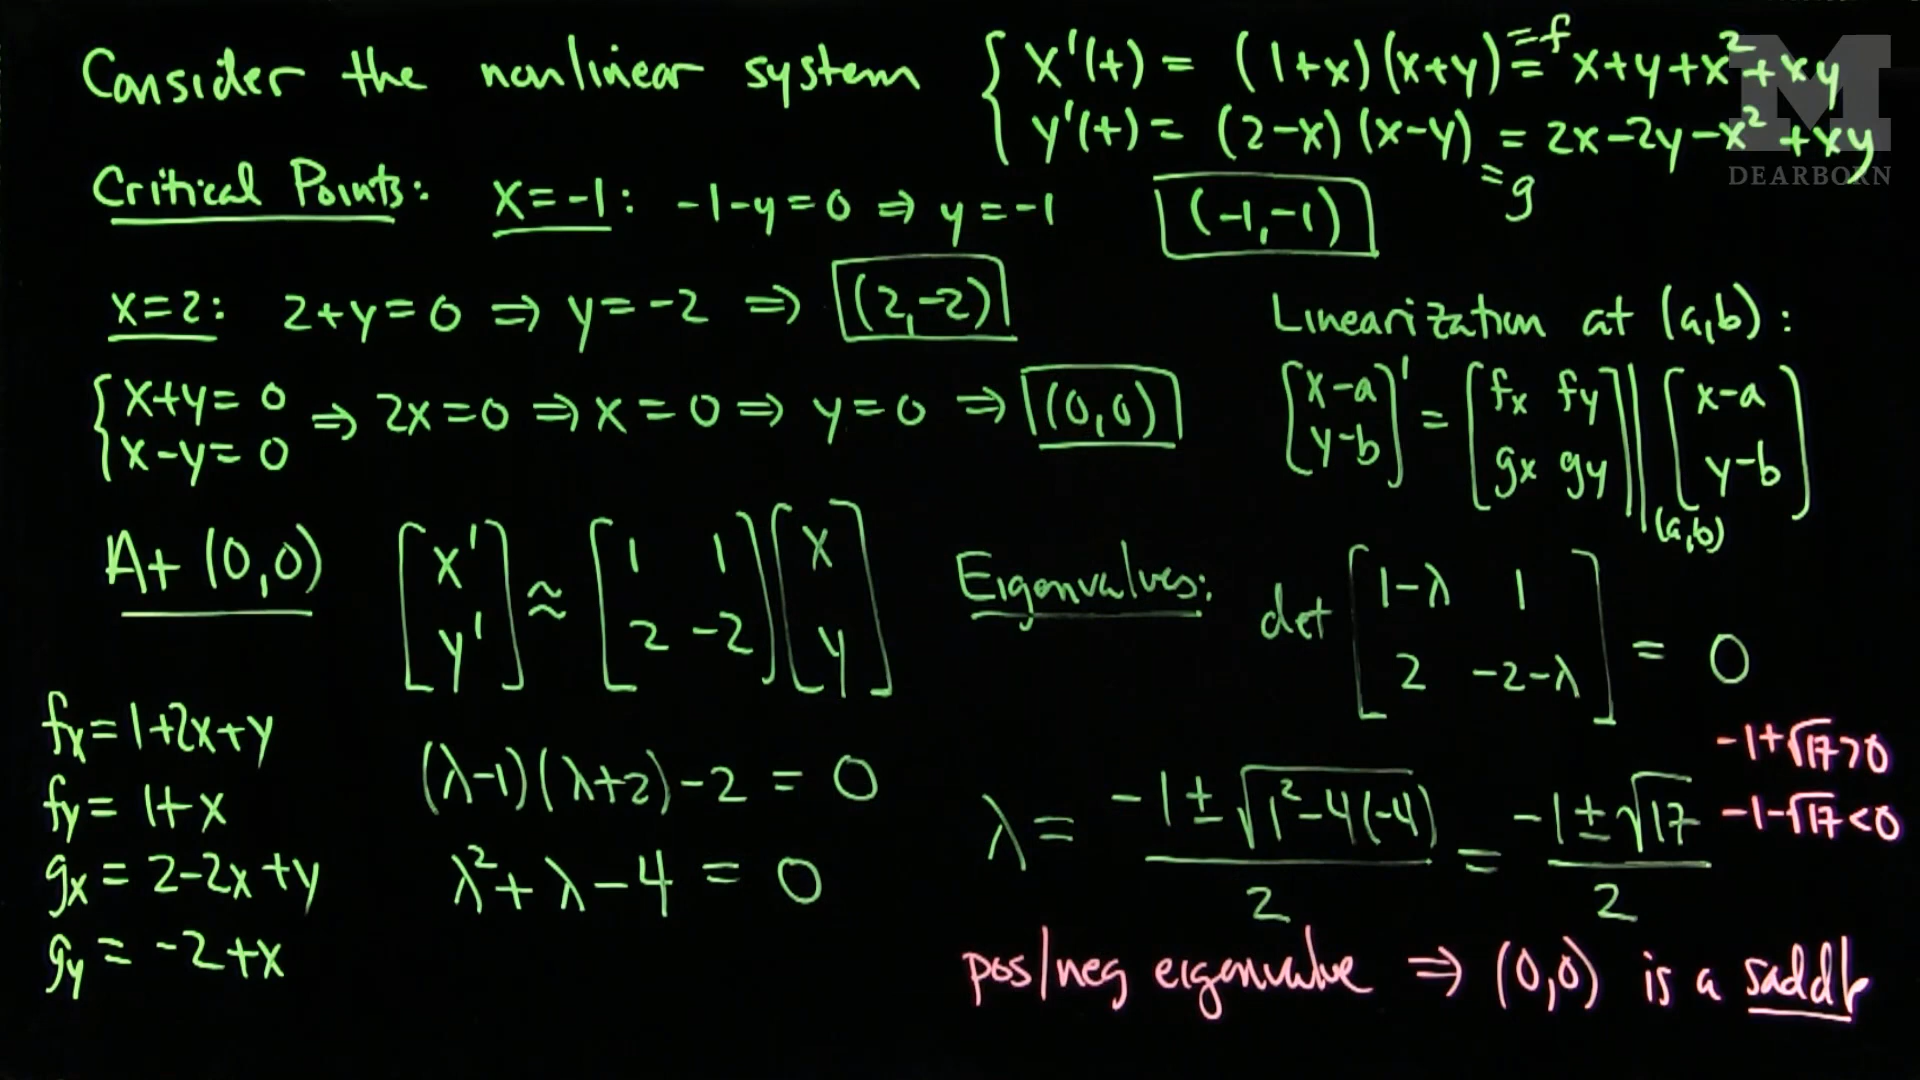 Consider the nonlinear system { x'(t) = (1+x)(x+y) = x+y+x²+xy
= f
y'(t) = (2-x)(x-y) = 2x-2y-x²+xy
= g
M
DEARBORN
Critical Points: x=-1: -1-y=0 ⇒ y=-1 (-1,-1)
x=2: 2+y=0 ⇒ y=-2 ⇒ (2,-2)
Linearization at (a,b):
{ x+y=0
x-y=0 ⇒ 2x=0 ⇒ x=0 ⇒ y=0 ⇒ (0,0)
[x-a]' = [fx fy] [x-a]
[y-b] [gx gy] [y-b]
(a,b)
At (0,0) [x'] ≈ [1 1] [x]
[y'] [2 -2] [y]
Eigenvalues: det [1-λ 1]
[2 -2-λ] = 0
fx = 1+2x+y
fy = 1+x
gx = 2-2x+y
gy = -2+x
(λ-1)(λ+2)-2 = 0
λ²+λ-4 = 0
λ = (-1±√(1²-4(-4)))/2 = (-1±√17)/2
-1+√17>0
-1-√17<0
pos/neg eigenvalue ⇒ (0,0) is a saddle